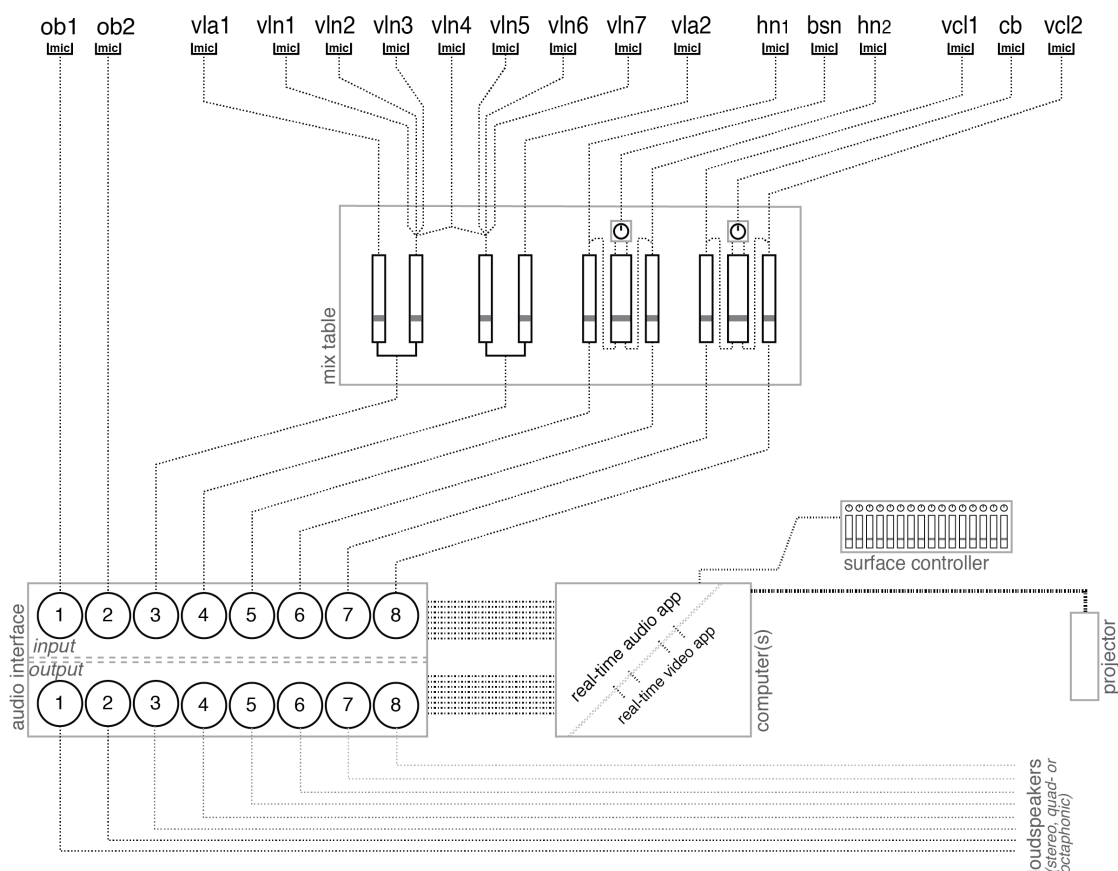 ob1 ob2 vla1 vln1 vln2 vln3 vln4 vln5 vln6 vln7 vla2 hn1 bsn hn2 vcl1 cb vcl2
mic mic mic mic mic mic mic mic mic mic mic mic mic mic mic mic mic
mix table
surface controller
audio interface
1 2 3 4 5 6 7 8
input
output
1 2 3 4 5 6 7 8
real-time audio app
real-time video app
computer(s)
projector
loudspeakers
(stereo, quad- or
octaphonic)